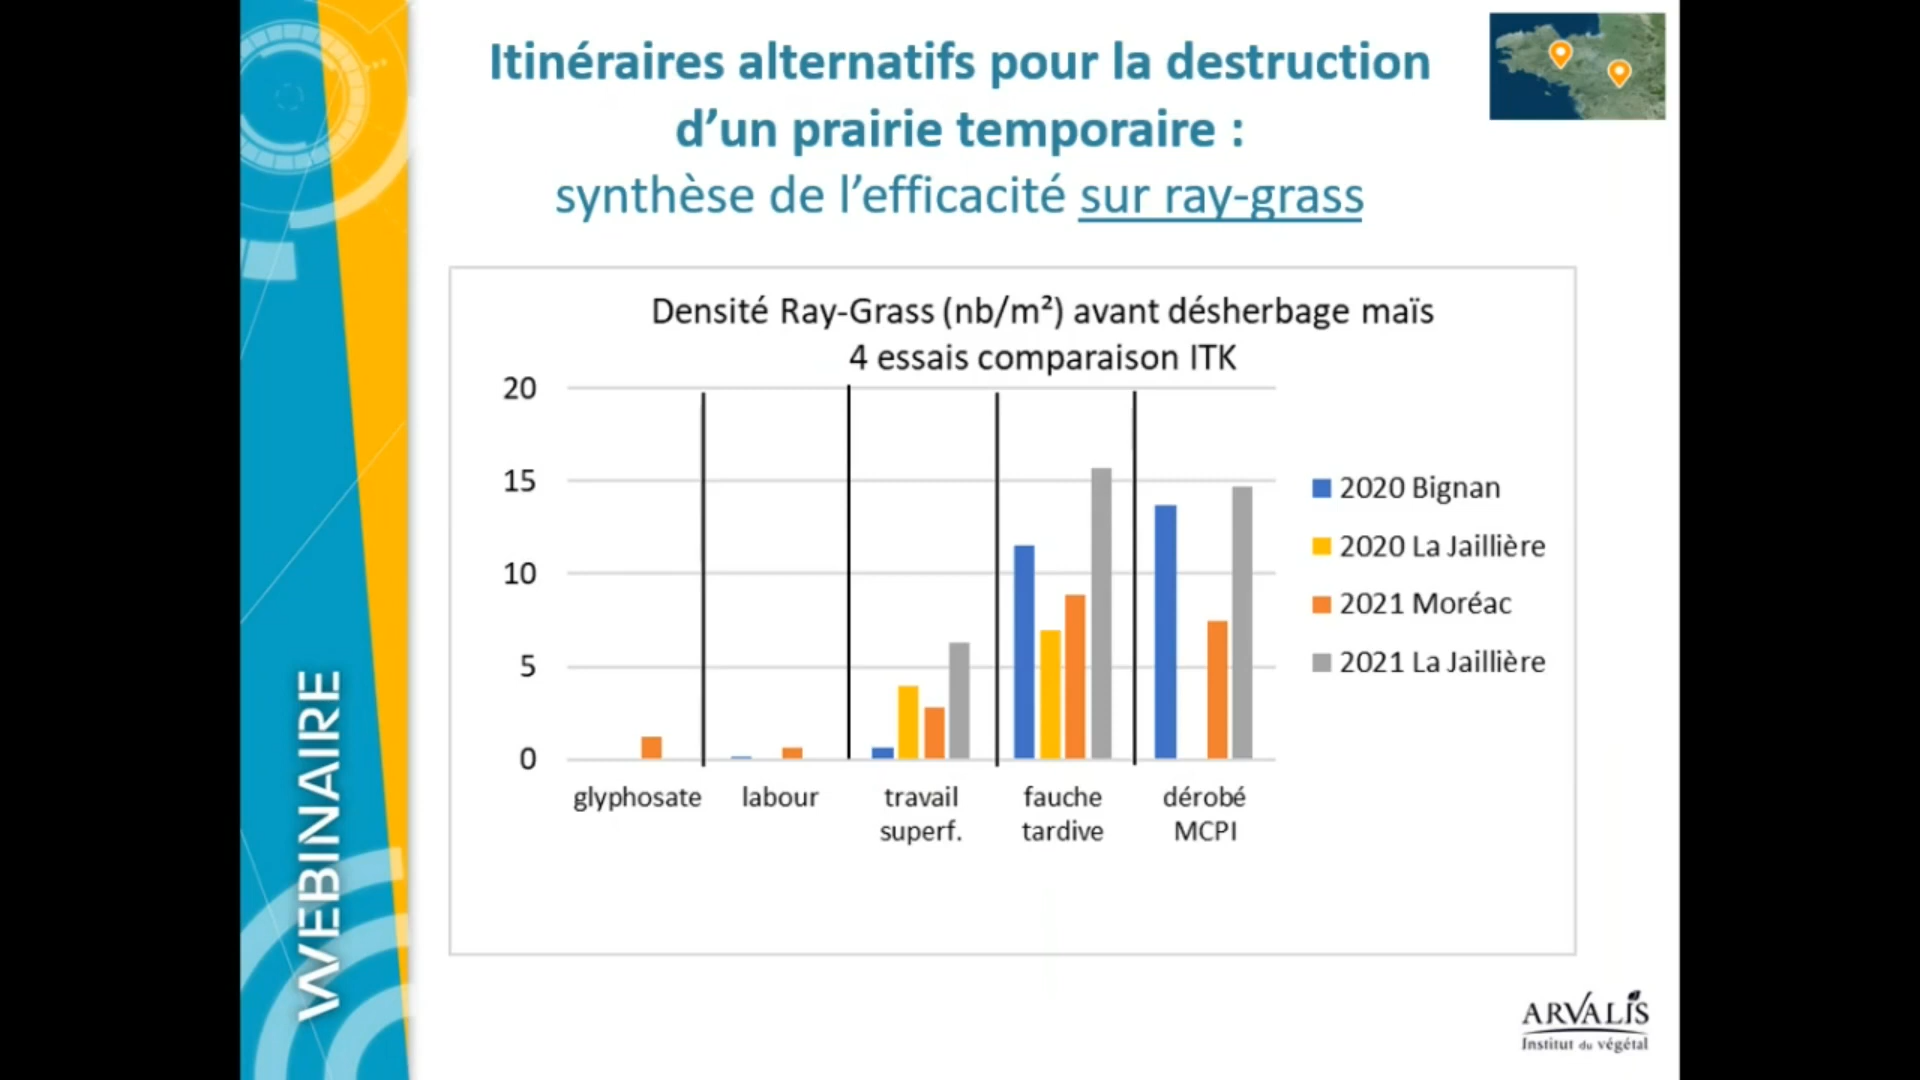 Itinéraires alternatifs pour la destruction
d’un prairie temporaire :
synthèse de l’efficacité sur ray-grass
Densité Ray-Grass (nb/m²) avant désherbage maïs
4 essais comparaison ITK
20
15
10
5
0
glyphosate
labour
travail
superf.
fauche
tardive
dérobé
MCPI
2020 Bignan
2020 La Jaillière
2021 Moréac
2021 La Jaillière
WEBINAIRE
ARVALIS
Institut du végétal